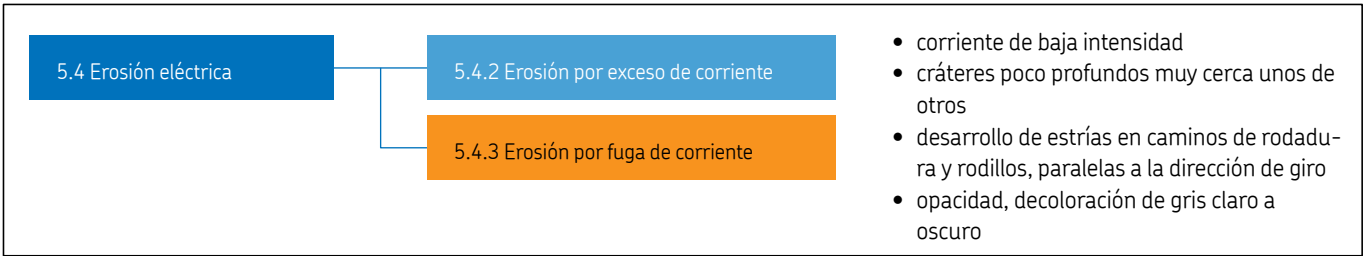 5.4 Erosión eléctrica
5.4.2 Erosión por exceso de corriente
5.4.3 Erosión por fuga de corriente
• corriente de baja intensidad
• cráteres poco profundos muy cerca unos de
otros
• desarrollo de estrías en caminos de rodadu-
ra y rodillos, paralelas a la dirección de giro
• opacidad, decoloración de gris claro a
oscuro